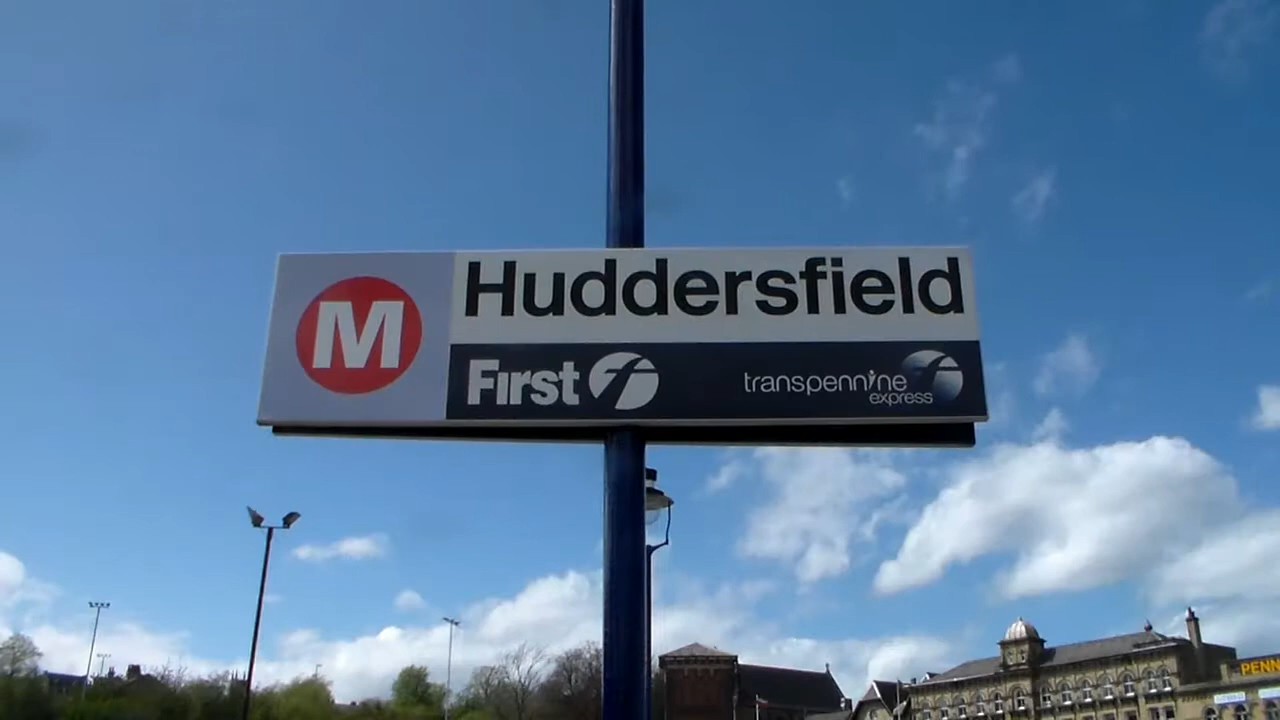 M
Huddersfield
First
transpennine
express
PENN